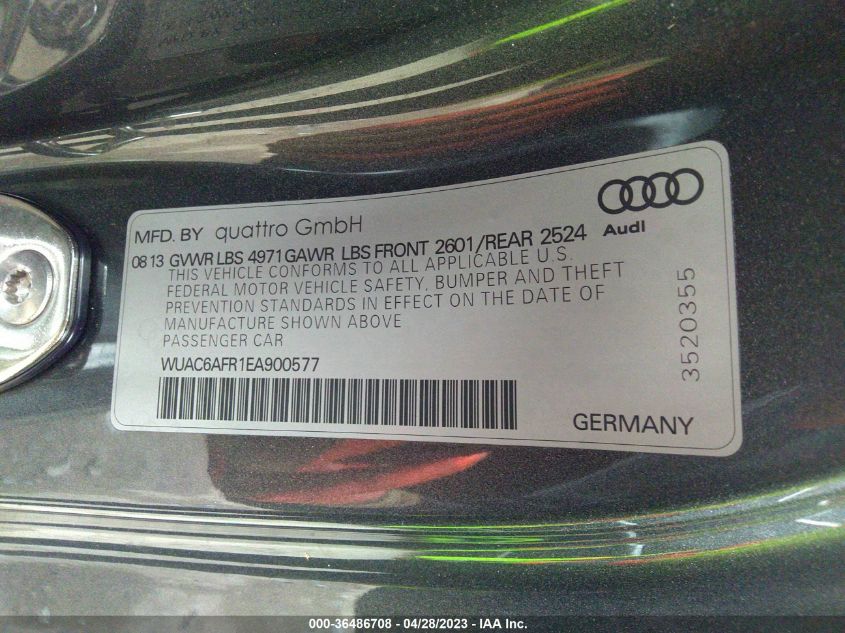 MFD. BY quattro GmbH
Audi
0813 GVWR LBS 4971 GAWR LBS FRONT 2601/REAR 2524
THIS VEHICLE CONFORMS TO ALL APPLICABLE U.S.
FEDERAL MOTOR VEHICLE SAFETY, BUMPER AND THEFT
PREVENTION STANDARDS IN EFFECT ON THE DATE OF
MANUFACTURE SHOWN ABOVE
PASSENGER CAR
WUAC6AFR1EA900577
3520355
GERMANY
000-36486708 - 04/28/2023 - IAA Inc.